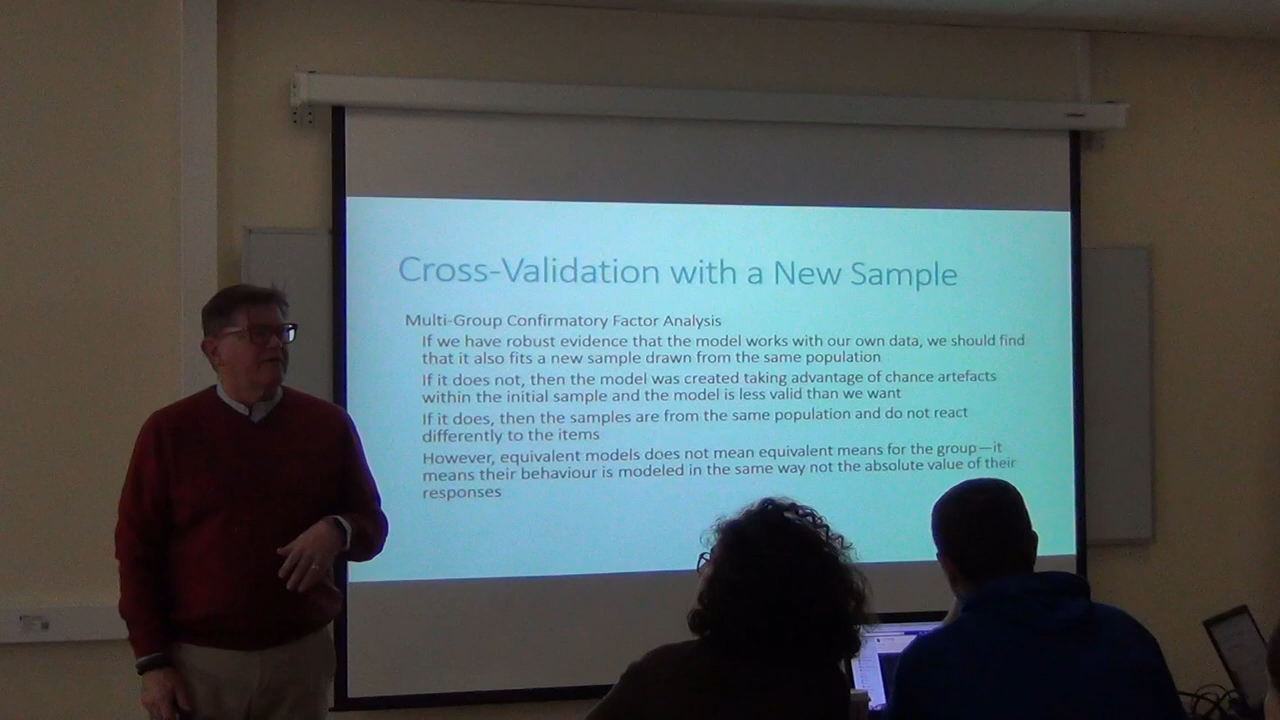 Cross-Validation with a New Sample
Multi-Group Confirmatory Factor Analysis
If we have robust evidence that the model works with our own data, we should find
that it also fits a new sample drawn from the same population
If it does not, then the model was created taking advantage of chance artefacts
within the initial sample and the model is less valid than we want
If it does, then the samples are from the same population and do not react
differently to the items
However, equivalent models does not mean equivalent means for the group—it
means their behaviour is modeled in the same way not the absolute value of their
responses